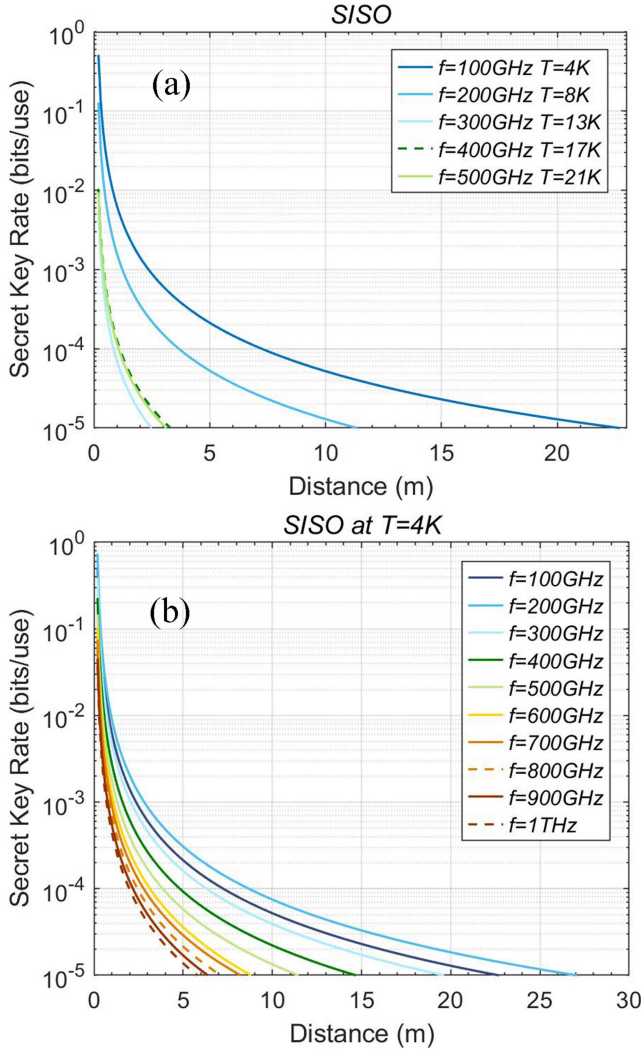 SISO
(a)
f=100GHz T=4K
f=200GHz T=8K
f=300GHz T=13K
f=400GHz T=17K
f=500GHz T=21K
Secret Key Rate (bits/use)
10^0
10^-1
10^-2
10^-3
10^-4
10^-5
0 5 10 15 20
Distance (m)
SISO at T=4K
(b)
f=100GHz
f=200GHz
f=300GHz
f=400GHz
f=500GHz
f=600GHz
f=700GHz
f=800GHz
f=900GHz
f=1THz
Secret Key Rate (bits/use)
10^0
10^-1
10^-2
10^-3
10^-4
10^-5
0 5 10 15 20 25 30
Distance (m)